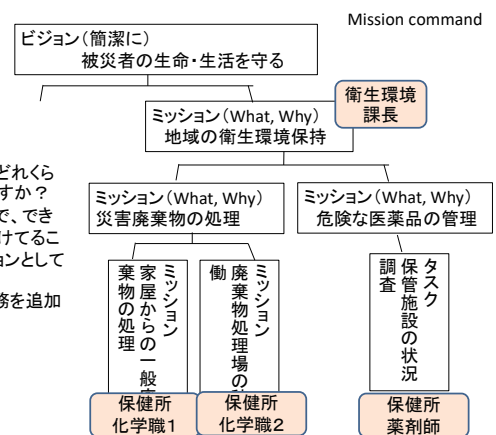 Mission command
ビジョン(簡潔に)
被災者の生命・生活を守る
衛生環境
課長
ミッション(What, Why)
地域の衛生環境保持
どれくら
すか?
で、でき
けてるこ
ョンとして
務を追加
ミッション(What, Why)
災害廃棄物の処理
ミッション(What, Why)
危険な医薬品の管理
ミッション
家屋からの一般廃
棄物の処理
ミッション
廃棄物処理場の
働
タスク
保管施設の状況
調査
保健所
化学職1
保健所
化学職2
保健所
薬剤師